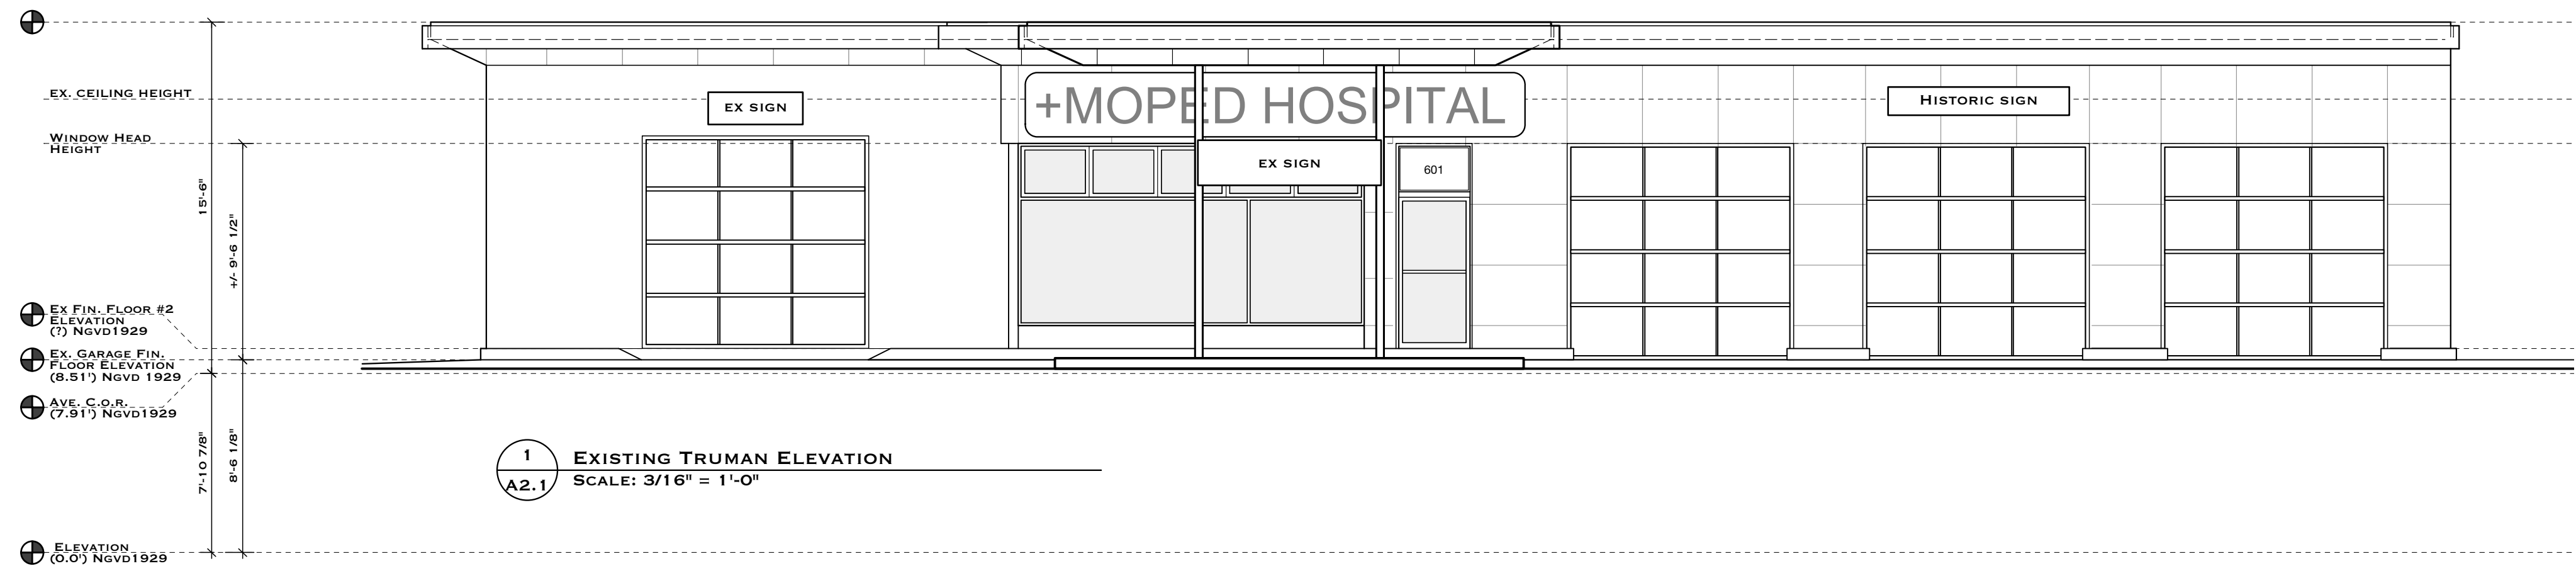 EX. CEILING HEIGHT
WINDOW HEAD
HEIGHT
15'-6"
+/- 9'-6 1/2"
EX FIN. FLOOR #2
ELEVATION
(?) NGVD1929
EX. GARAGE FIN.
FLOOR ELEVATION
(8.51') NGVD 1929
AVE. C.O.R.
(7.91') NGVD1929
7'-10 7/8"
8'-6 1/8"
ELEVATION
(0.0') NGVD1929
EX SIGN
+MOPED HOSPITAL
EX SIGN
601
HISTORIC SIGN
1
A2.1
EXISTING TRUMAN ELEVATION
SCALE: 3/16" = 1'-0"